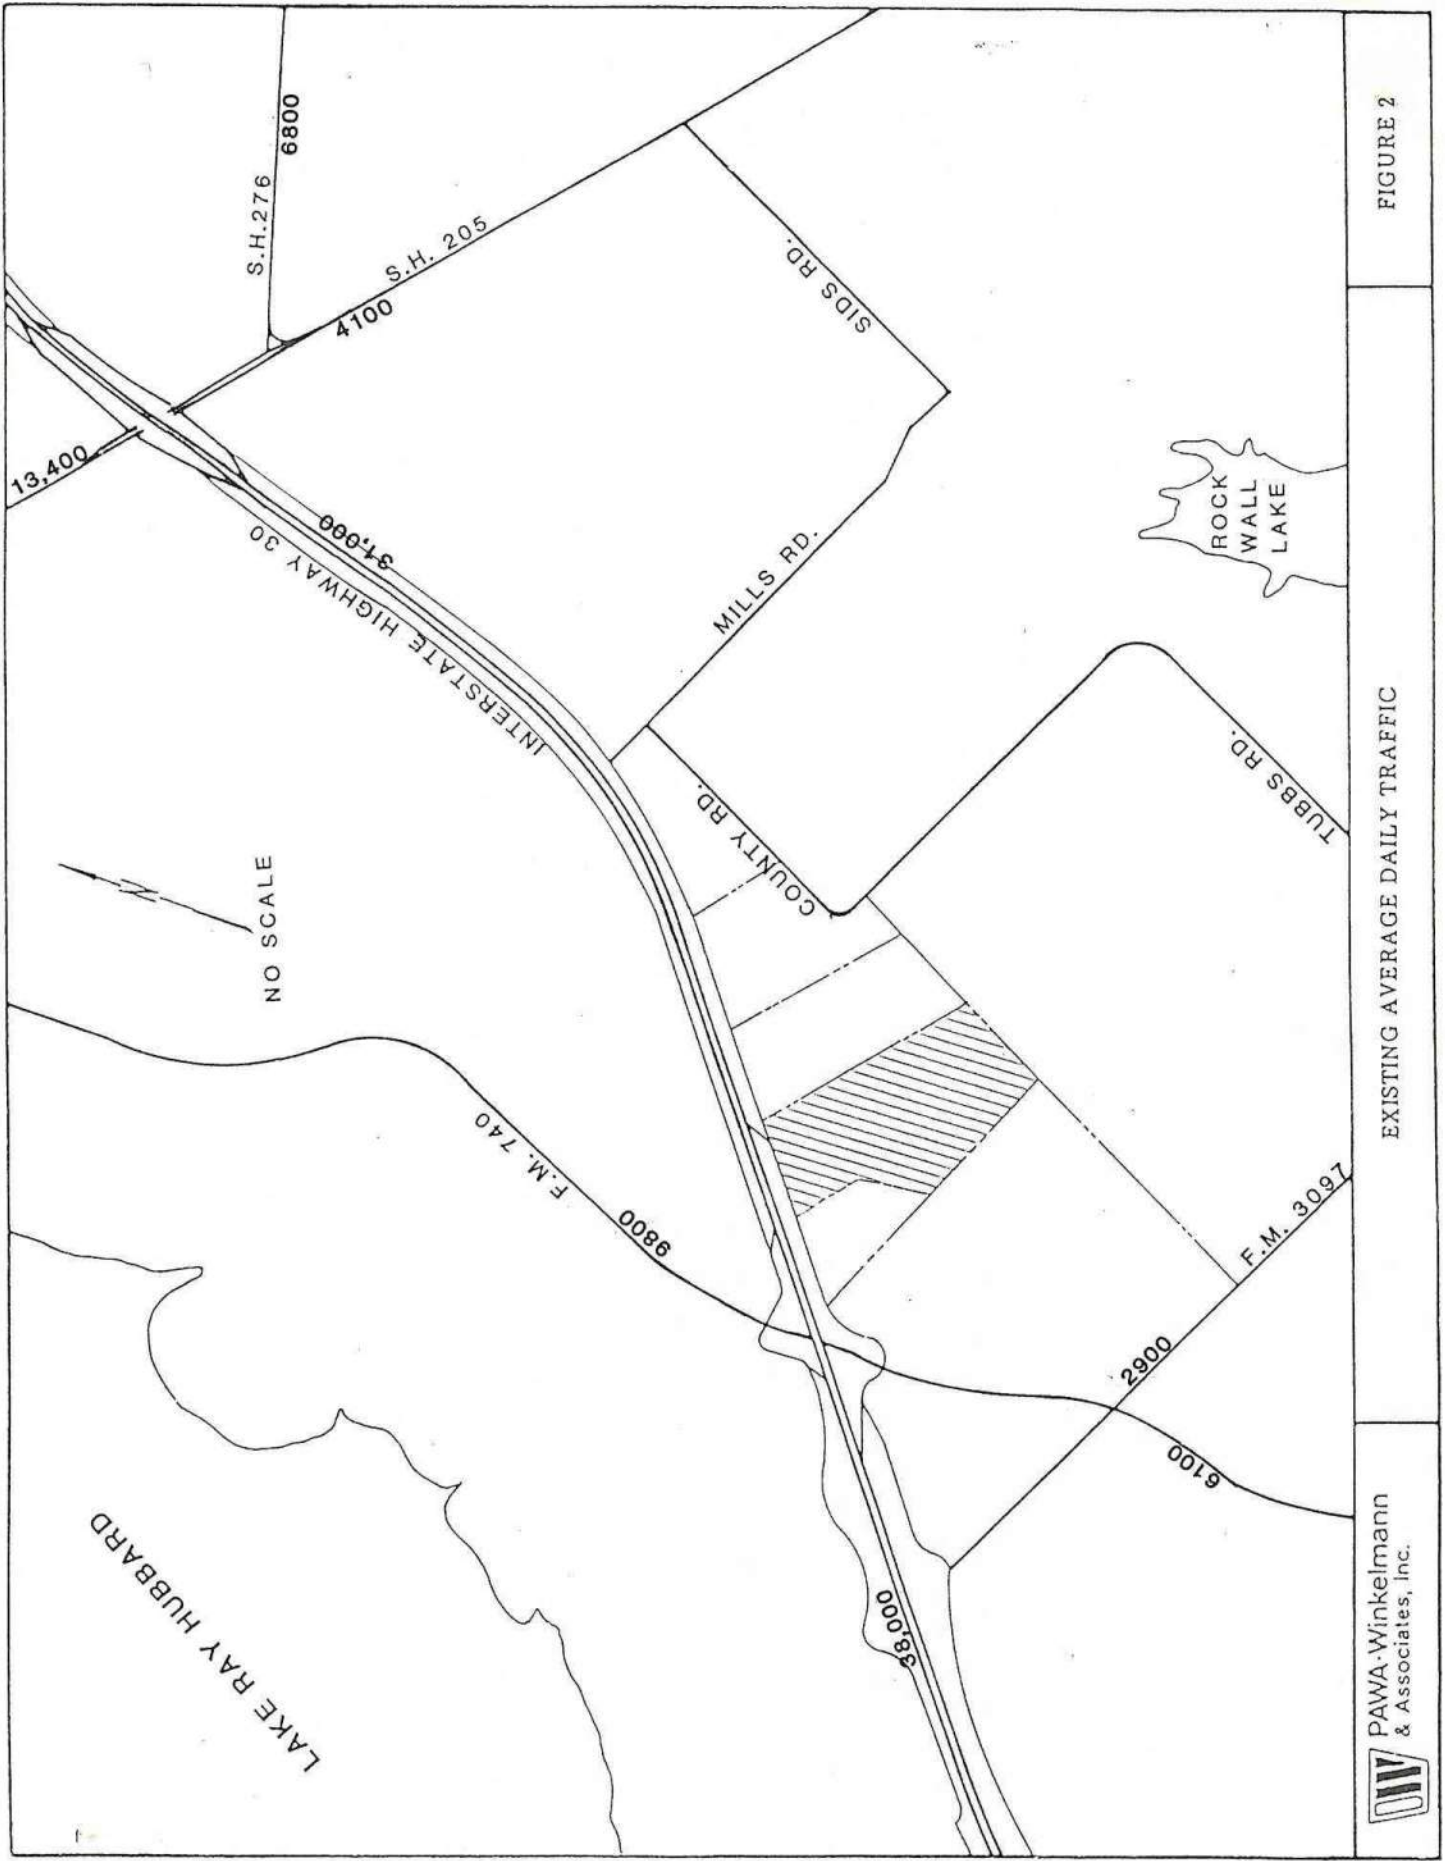 LAKE RAY HUBBARD
N
NO SCALE
F.M. 740
9800
INTERSTATE HIGHWAY 30
31,000
13,400
S.H.276
6800
S.H. 205
4100
SIDS RD.
MILLS RD.
COUNTY RD.
TUBBS RD.
ROCK
WALL
LAKE
F.M. 3097
2900
6100
38,000
PAWA-Winkelmann
& Associates, Inc.
EXISTING AVERAGE DAILY TRAFFIC
FIGURE 2